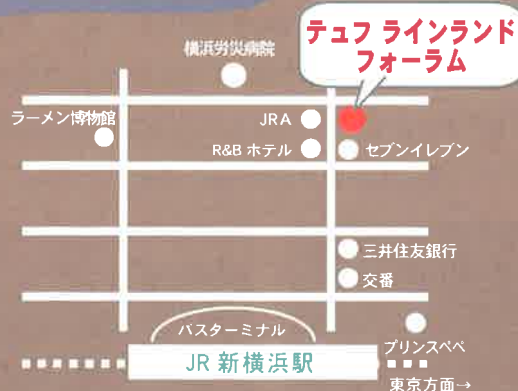 テュフ ラインランド
フォーラム
横浜労災病院
ラーメン博物館
JRA
R&B ホテル
セブンイレブン
三井住友銀行
交番
バスターミナル
プリンスペペ
JR 新横浜駅
東京方面→